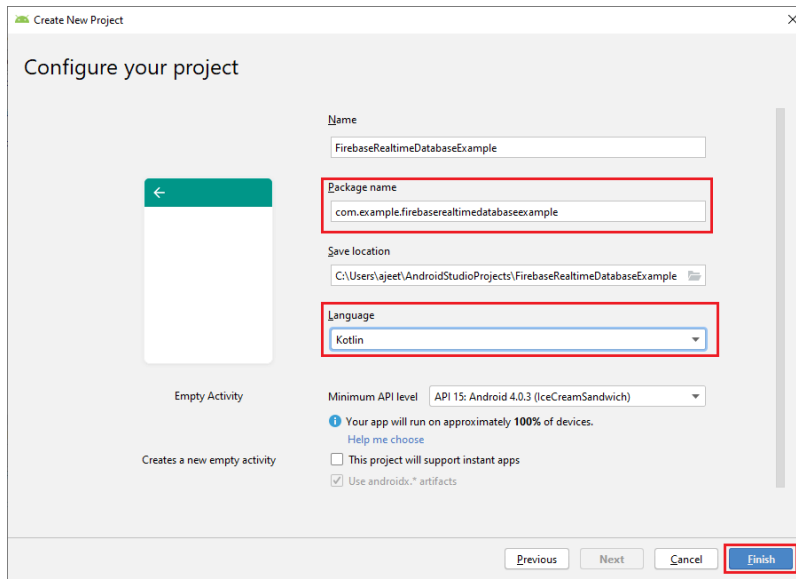 Create New Project
Configure your project
Name
FirebaseRealtimeDatabaseExample
Package name
com.example.firebaserealtimedatabaseexample
Save location
C:\Users\ajeet\AndroidStudioProjects\FirebaseRealtimeDatabaseExample
Language
Kotlin
Empty Activity
Minimum API level API 15: Android 4.0.3 (IceCreamSandwich)
Your app will run on approximately 100% of devices.
Help me choose
Creates a new empty activity
This project will support instant apps
Use androidx.* artifacts
Previous Next Cancel Finish